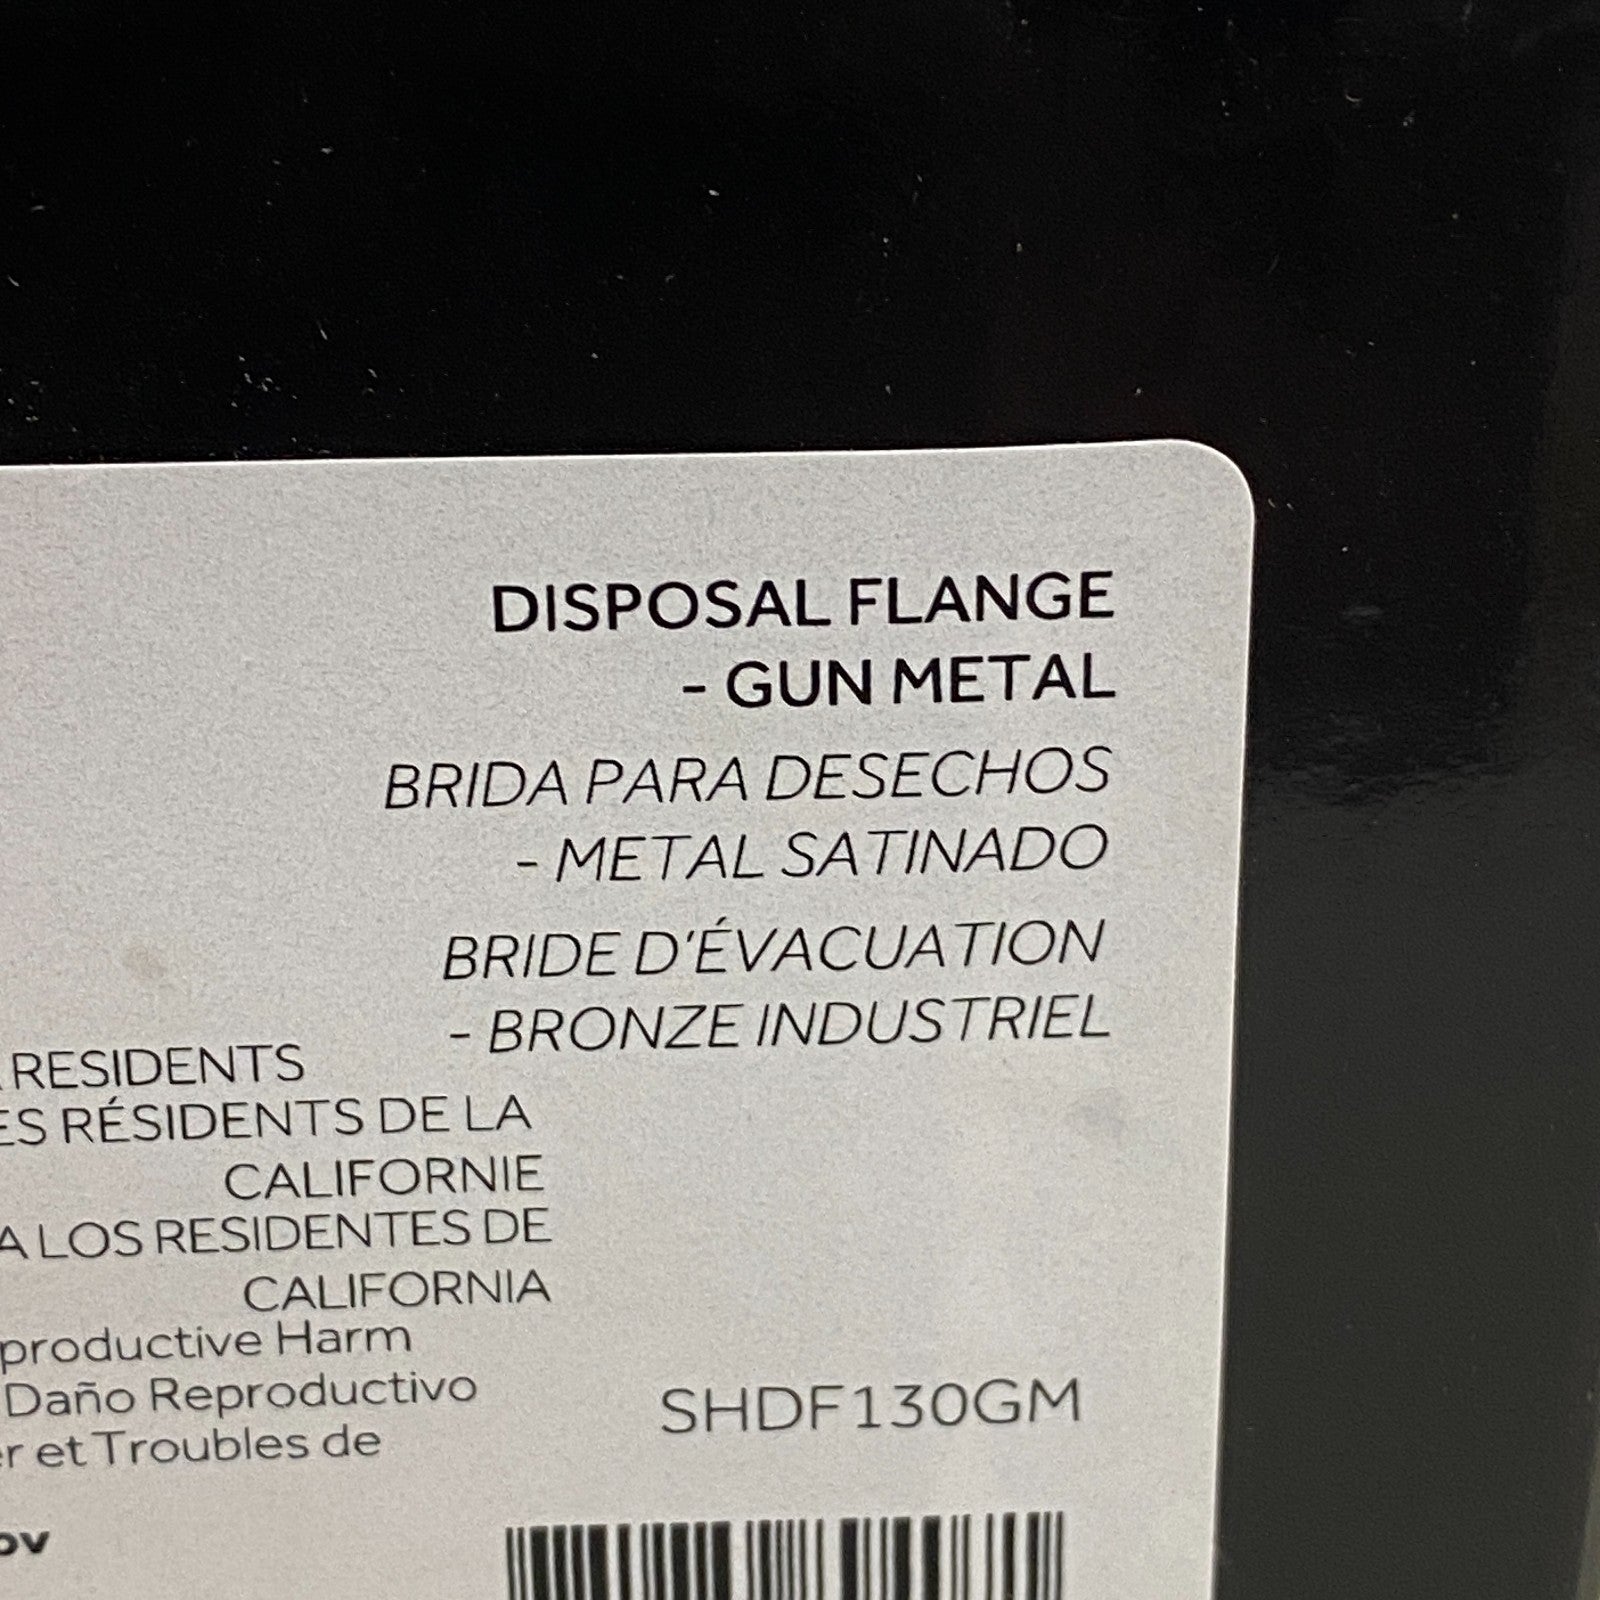 DISPOSAL FLANGE
- GUN METAL
BRIDA PARA DESECHOS
- METAL SATINADO
BRIDE D'ÉVACUATION
- BRONZE INDUSTRIEL
RESIDENTS
RÉSIDENTS DE LA
CALIFORNIE
A LOS RESIDENTES DE
CALIFORNIA
productive Harm
Daño Reproductivo
er et Troubles de
SHDF130GM
ov